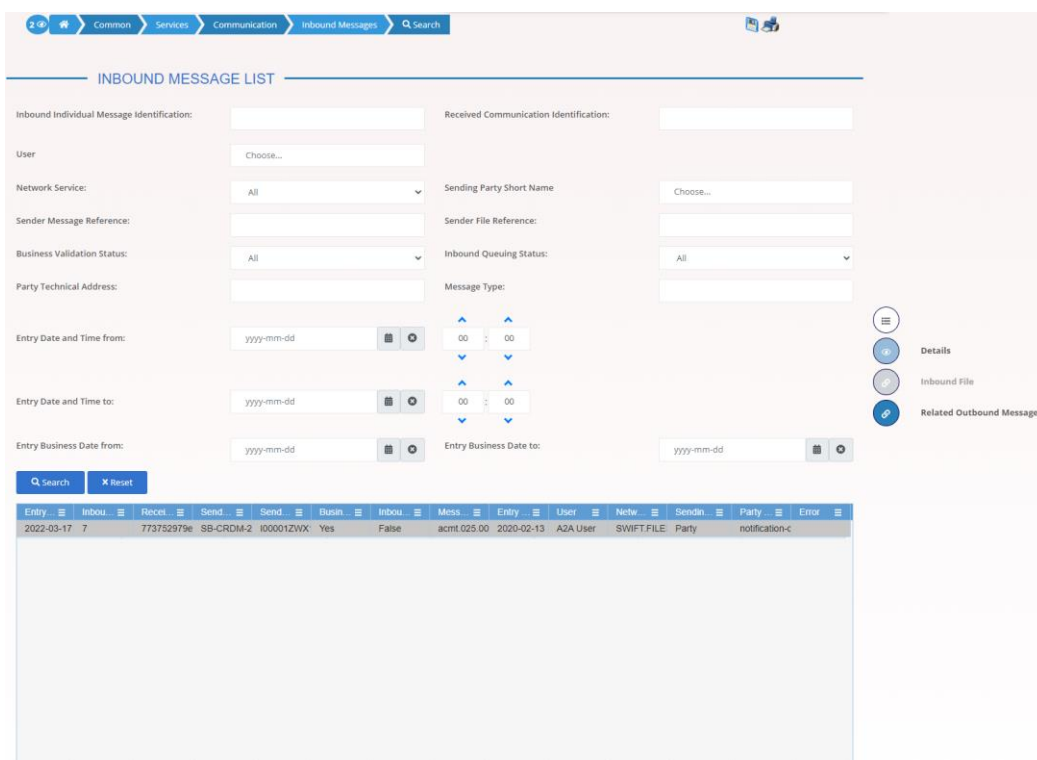 2 Common Services Communication Inbound Messages Search
INBOUND MESSAGE LIST
Inbound Individual Message Identification: Received Communication Identification:
User Choose...
Network Service: All Sending Party Short Name Choose...
Sender Message Reference: Sender File Reference:
Business Validation Status: All Inbound Queuing Status: All
Party Technical Address: Message Type:
Entry Date and Time from: yyyy-mm-dd 00 : 00
Details
Inbound File
Entry Date and Time to: yyyy-mm-dd 00 : 00
Related Outbound Message
Entry Business Date from: yyyy-mm-dd Entry Business Date to: yyyy-mm-dd
Search Reset
Entry... Inbou... Recei... Send... Send... Busin... Inbou... Mess... Entry... User Netw... Sendin... Party ... Error
2022-03-17 7 773752979e SB-CRDM-2 I00001ZWX Yes False acmt.025.00 2020-02-13 A2A User SWIFT.FILE Party notification-c